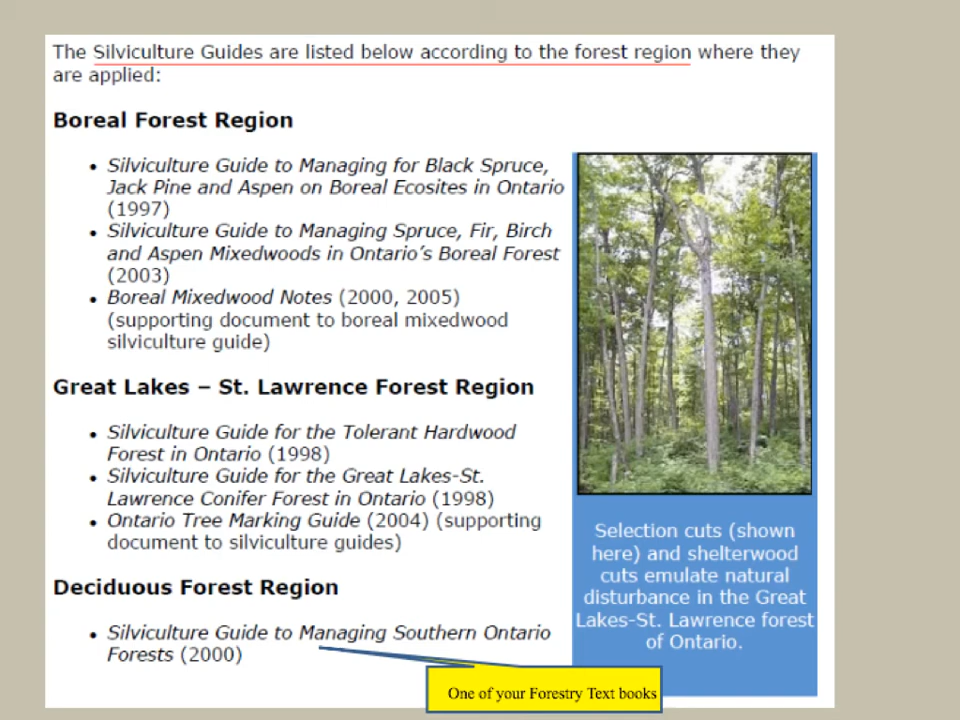 The Silviculture Guides are listed below according to the forest region where they
are applied:
Boreal Forest Region
• Silviculture Guide to Managing for Black Spruce,
Jack Pine and Aspen on Boreal Ecosites in Ontario
(1997)
• Silviculture Guide to Managing Spruce, Fir, Birch
and Aspen Mixedwoods in Ontario's Boreal Forest
(2003)
• Boreal Mixedwood Notes (2000, 2005)
(supporting document to boreal mixedwood
silviculture guide)
Great Lakes – St. Lawrence Forest Region
• Silviculture Guide for the Tolerant Hardwood
Forest in Ontario (1998)
• Silviculture Guide for the Great Lakes-St.
Lawrence Conifer Forest in Ontario (1998)
• Ontario Tree Marking Guide (2004) (supporting
document to silviculture guides)
Deciduous Forest Region
• Silviculture Guide to Managing Southern Ontario
Forests (2000)
Selection cuts (shown
here) and shelterwood
cuts emulate natural
disturbance in the Great
Lakes-St. Lawrence forest
of Ontario.
One of your Forestry Text books